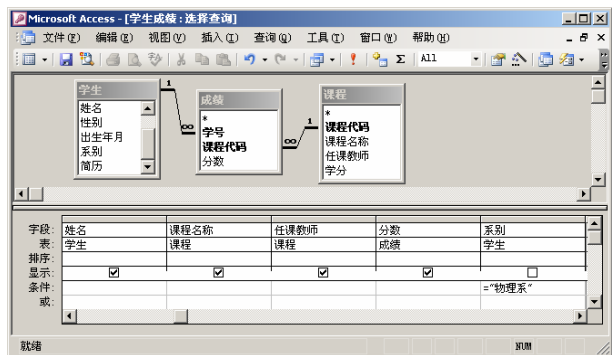 Microsoft Access - [学生成绩 : 选择查询]
文件(F) 编辑(E) 视图(V) 插入(I) 查询(Q) 工具(T) 窗口(W) 帮助(H)
Σ All
学生
姓名
性别
出生年月
系别
简历
1
∞
成绩
*
学号
课程代码
分数
∞
1
课程
*
课程代码
课程名称
任课教师
学分
字段: 姓名 课程名称 任课教师 分数 系别
表: 学生 课程 课程 成绩 学生
排序:
显示:
条件: ="物理系"
或:
就绪 NUM